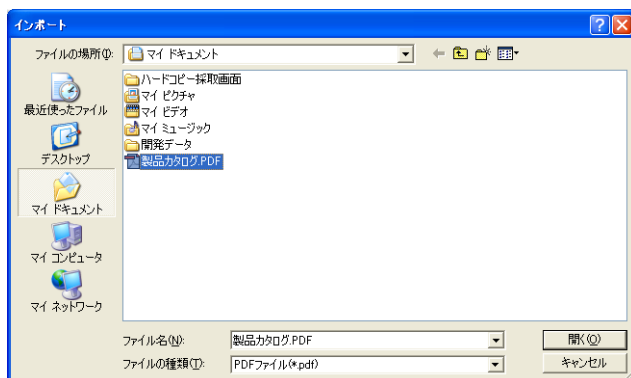 インポート
ファイルの場所(I):
マイ ドキュメント
最近使ったファイル
デスクトップ
マイ ドキュメント
マイ コンピュータ
マイ ネットワーク
ハードコピー採取画面
マイ ピクチャ
マイ ビデオ
マイ ミュージック
開発データ
製品カタログ.PDF
ファイル名(N):
製品カタログ.PDF
開く(O)
ファイルの種類(T):
PDFファイル(*.pdf)
キャンセル